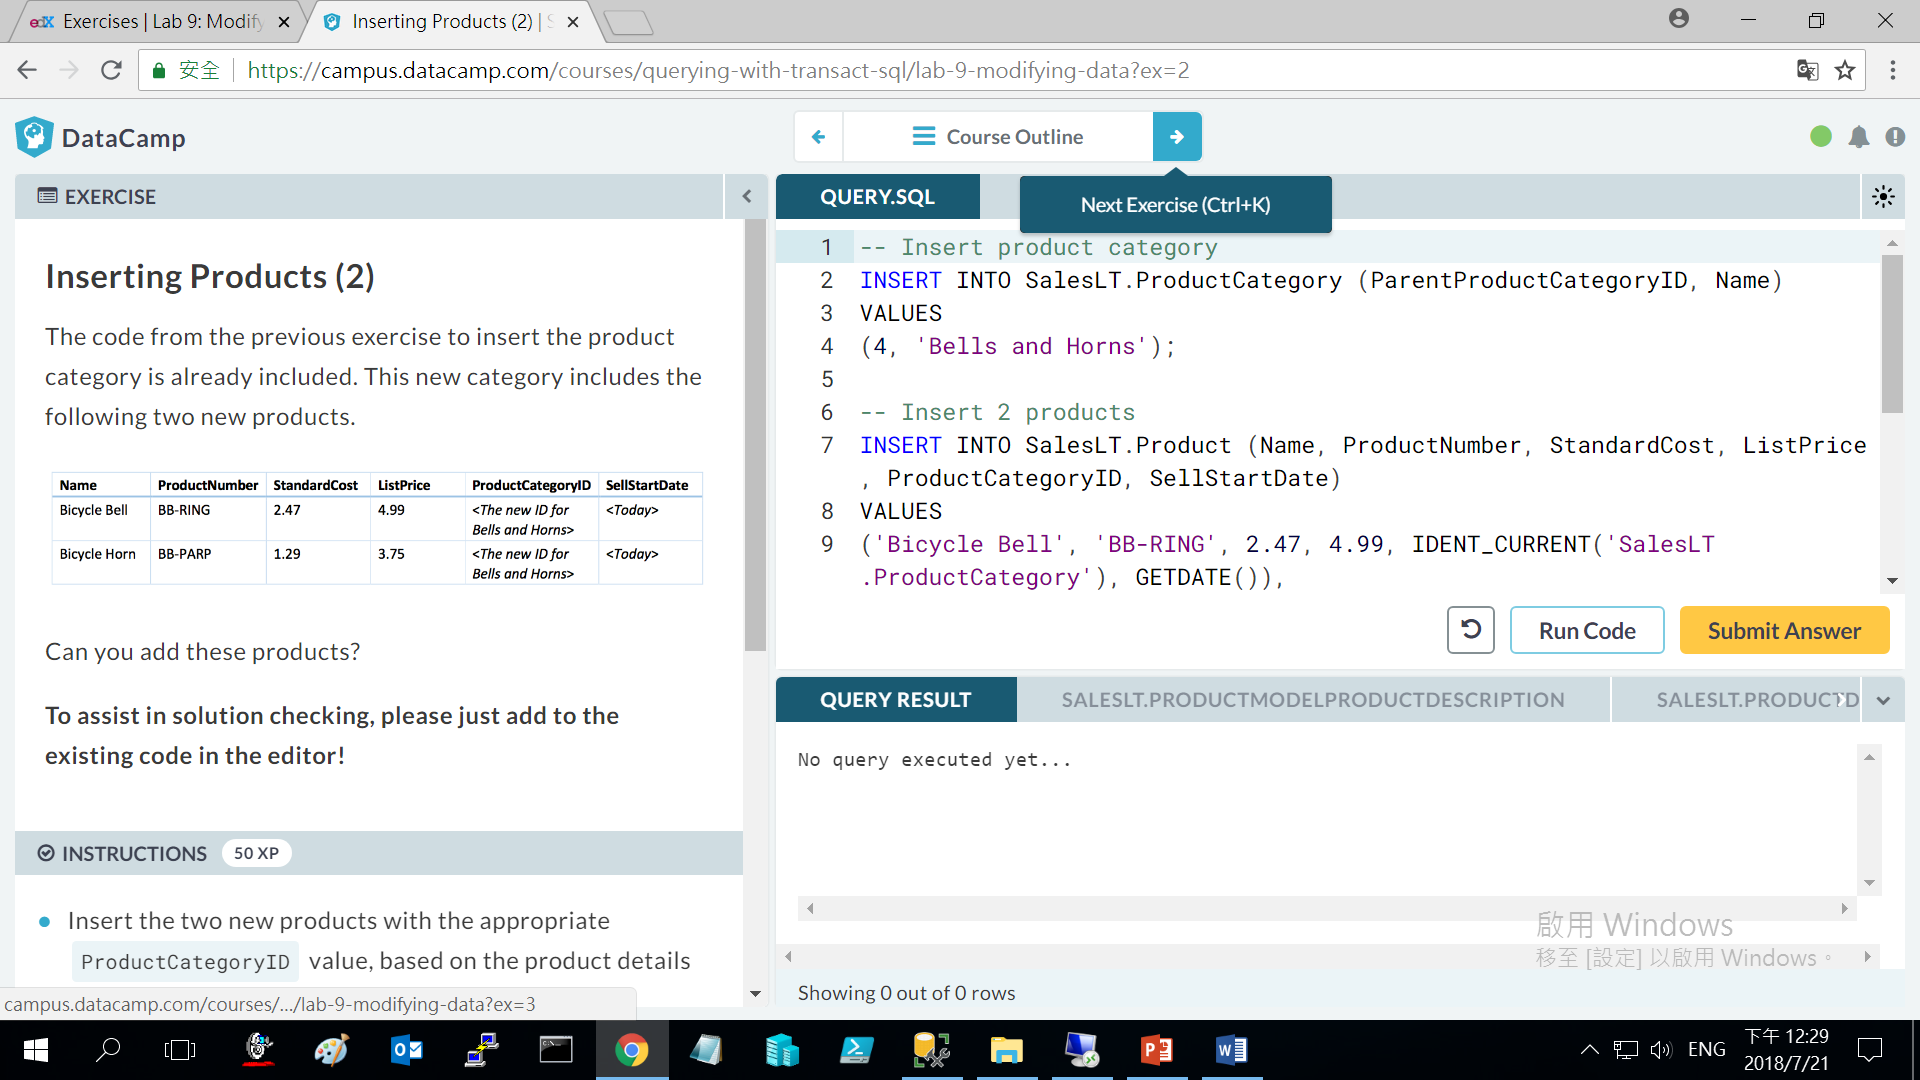 edX Exercises | Lab 9: Modify
Inserting Products (2) | S
安全
https://campus.datacamp.com/courses/querying-with-transact-sql/lab-9-modifying-data?ex=2
DataCamp
Course Outline
Next Exercise (Ctrl+K)
EXERCISE
Inserting Products (2)
The code from the previous exercise to insert the product
category is already included. This new category includes the
following two new products.
Name ProductNumber StandardCost ListPrice ProductCategoryID SellStartDate
Bicycle Bell BB-RING 2.47 4.99 <The new ID for <Today>
Bells and Horns>
Bicycle Horn BB-PARP 1.29 3.75 <The new ID for <Today>
Bells and Horns>
Can you add these products?
To assist in solution checking, please just add to the
existing code in the editor!
INSTRUCTIONS 50 XP
Insert the two new products with the appropriate
ProductCategoryID value, based on the product details
campus.datacamp.com/courses/.../lab-9-modifying-data?ex=3
QUERY.SQL
1 -- Insert product category
2 INSERT INTO SalesLT.ProductCategory (ParentProductCategoryID, Name)
3 VALUES
4 (4, 'Bells and Horns');
5
6 -- Insert 2 products
7 INSERT INTO SalesLT.Product (Name, ProductNumber, StandardCost, ListPrice
, ProductCategoryID, SellStartDate)
8 VALUES
9 ('Bicycle Bell', 'BB-RING', 2.47, 4.99, IDENT_CURRENT('SalesLT
.ProductCategory'), GETDATE()),
Run Code
Submit Answer
QUERY RESULT
SALESLT.PRODUCTMODELPRODUCTDESCRIPTION
SALESLT.PRODUCTD
No query executed yet...
Showing 0 out of 0 rows
啟用 Windows
移至 [設定] 以啟用 Windows。
ENG
下午 12:29
2018/7/21